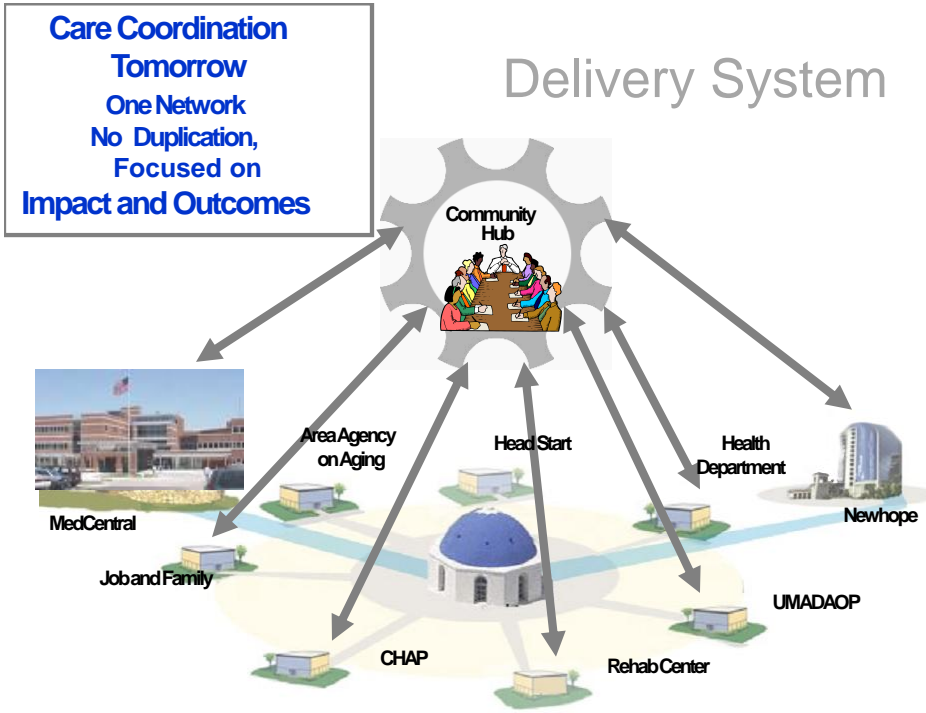 Care Coordination
Tomorrow
One Network
No Duplication,
Focused on
Impact and Outcomes
Delivery System
Community
Hub
Area Agency
on Aging
Head Start
Health
Department
MedCentral
Newhope
Job and Family
UMADAOP
CHAP
Rehab Center